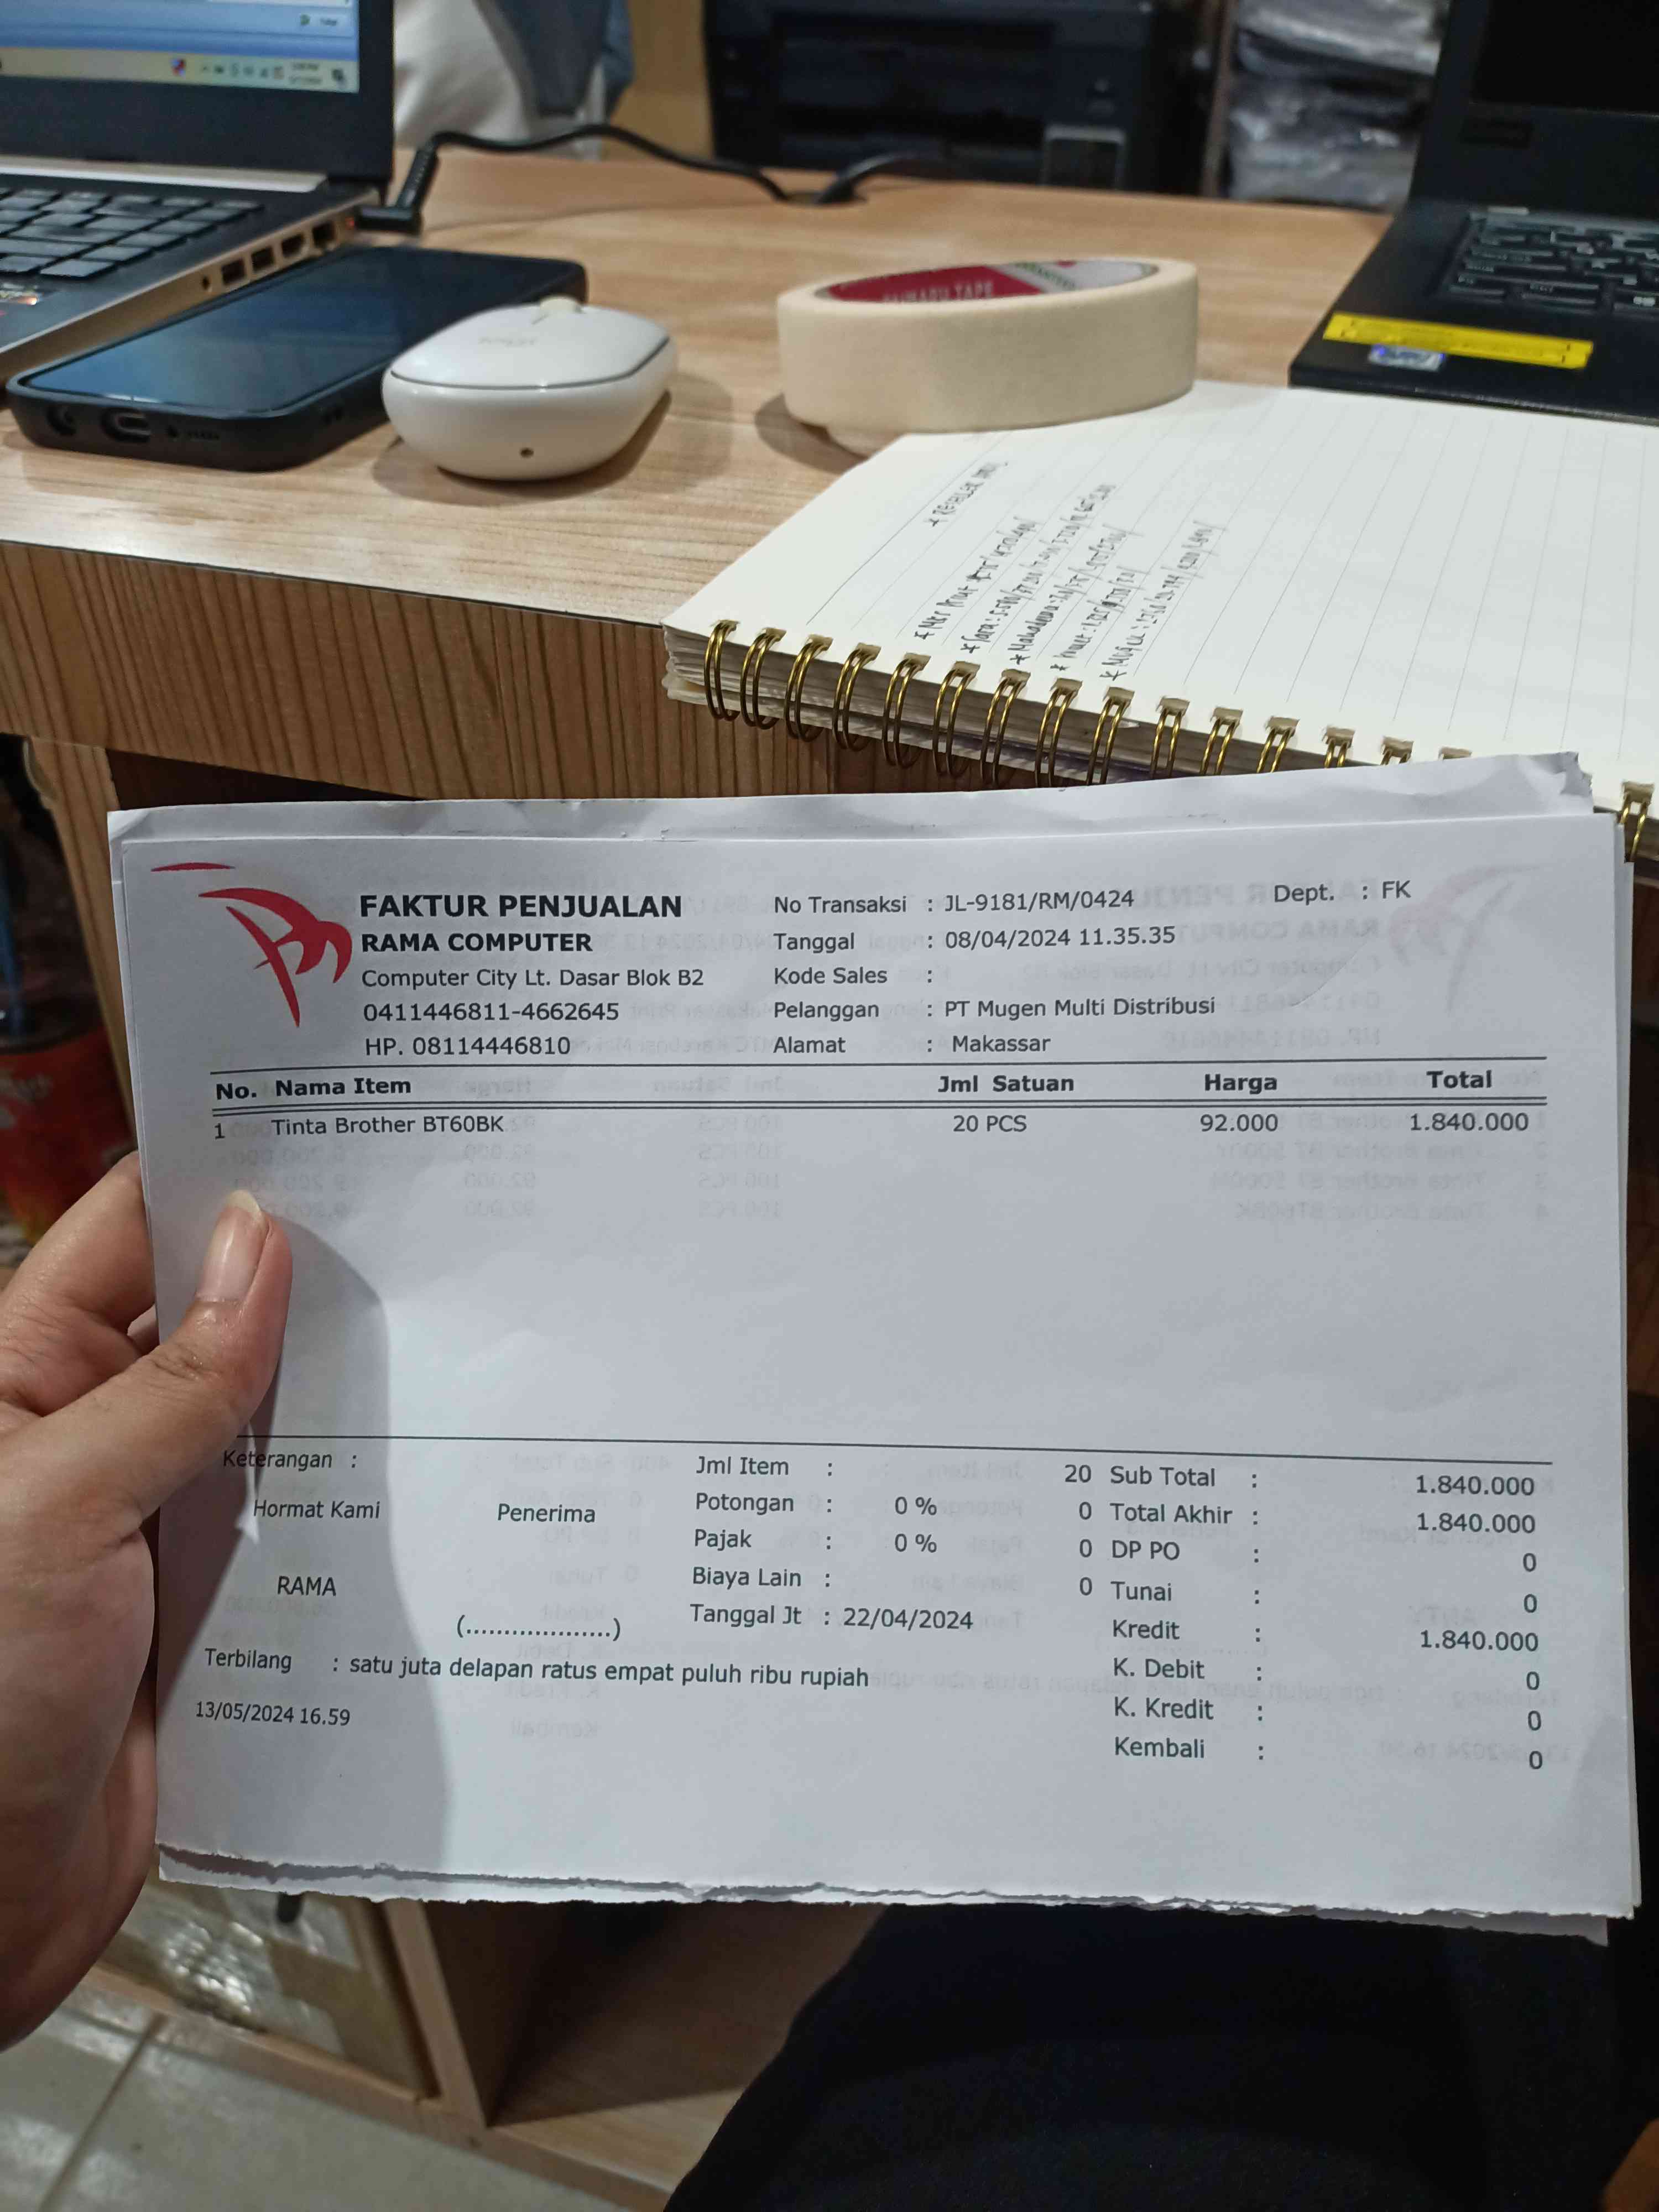 TAPE
FAKTUR PENJUALAN
RAMA COMPUTER
Computer City Lt. Dasar Blok B2
0411446811-4662645
HP. 08114446810
No Transaksi : JL-9181/RM/0424
Tanggal : 08/04/2024 11.35.35
Kode Sales :
Pelanggan : PT Mugen Multi Distribusi
Alamat : Makassar
Dept. : FK
No. Nama Item Jml Satuan Harga Total
1 Tinta Brother BT60BK 20 PCS 92.000 1.840.000
Keterangan :
Hormat Kami Penerima
RAMA
(....................)
Jml Item : 20
Potongan : 0 % 0
Pajak : 0 % 0
Biaya Lain : 0
Tanggal Jt : 22/04/2024
Sub Total : 1.840.000
Total Akhir : 1.840.000
DP PO : 0
Tunai : 0
Kredit : 1.840.000
K. Debit : 0
K. Kredit : 0
Kembali : 0
Terbilang : satu juta delapan ratus empat puluh ribu rupiah
13/05/2024 16.59